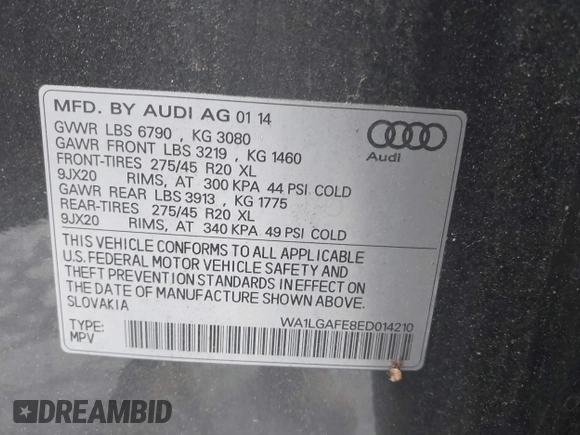 MFD. BY AUDI AG 01 14
GVWR LBS 6790 , KG 3080
GAWR FRONT LBS 3219 , KG 1460
FRONT-TIRES 275/45 R20 XL
9JX20 RIMS, AT 300 KPA 44 PSI COLD
GAWR REAR LBS 3913 , KG 1775
REAR-TIRES 275/45 R20 XL
9JX20 RIMS, AT 340 KPA 49 PSI COLD
THIS VEHICLE CONFORMS TO ALL APPLICABLE
U.S. FEDERAL MOTOR VEHICLE SAFETY AND
THEFT PREVENTION STANDARDS IN EFFECT ON
THE DATE OF MANUFACTURE SHOWN ABOVE.
SLOVAKIA
TYPE:
MPV
WA1LGAFE8ED014210
Audi
DREAMBID